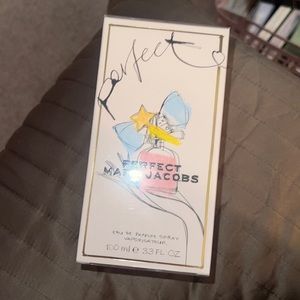 perfect
PERFECT
MARC JACOBS
EAU DE PARFUM SPRAY
VAPORISATEUR
100 ml e 3.3 FL OZ